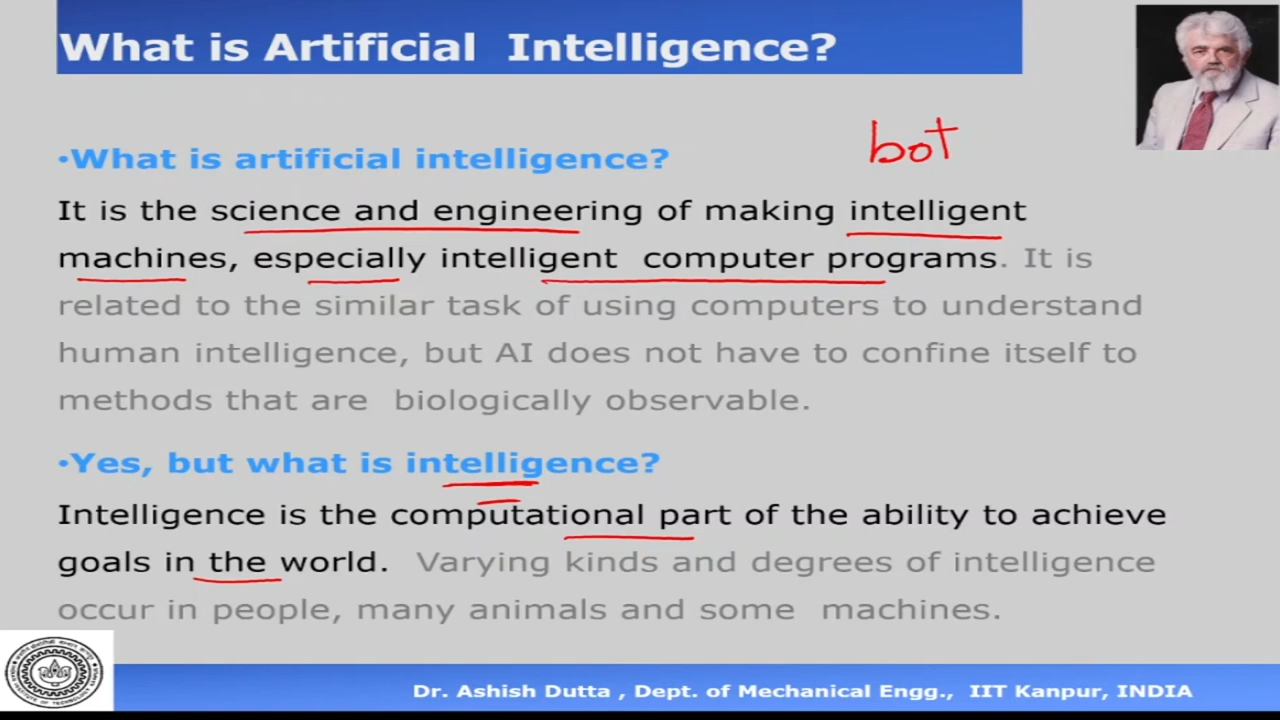 What is Artificial Intelligence?
bot
•What is artificial intelligence?
It is the science and engineering of making intelligent
machines, especially intelligent computer programs. It is
related to the similar task of using computers to understand
human intelligence, but AI does not have to confine itself to
methods that are biologically observable.
•Yes, but what is intelligence?
Intelligence is the computational part of the ability to achieve
goals in the world. Varying kinds and degrees of intelligence
occur in people, many animals and some machines.
Dr. Ashish Dutta , Dept. of Mechanical Engg., IIT Kanpur, INDIA